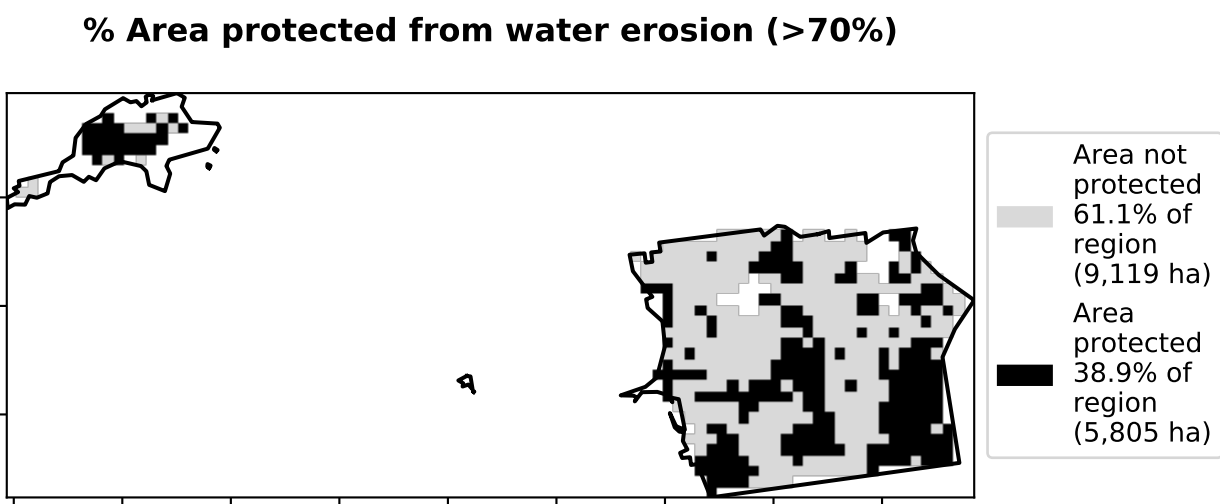 % Area protected from water erosion (>70%)
Area not
protected
61.1% of
region
(9,119 ha)
Area
protected
38.9% of
region
(5,805 ha)